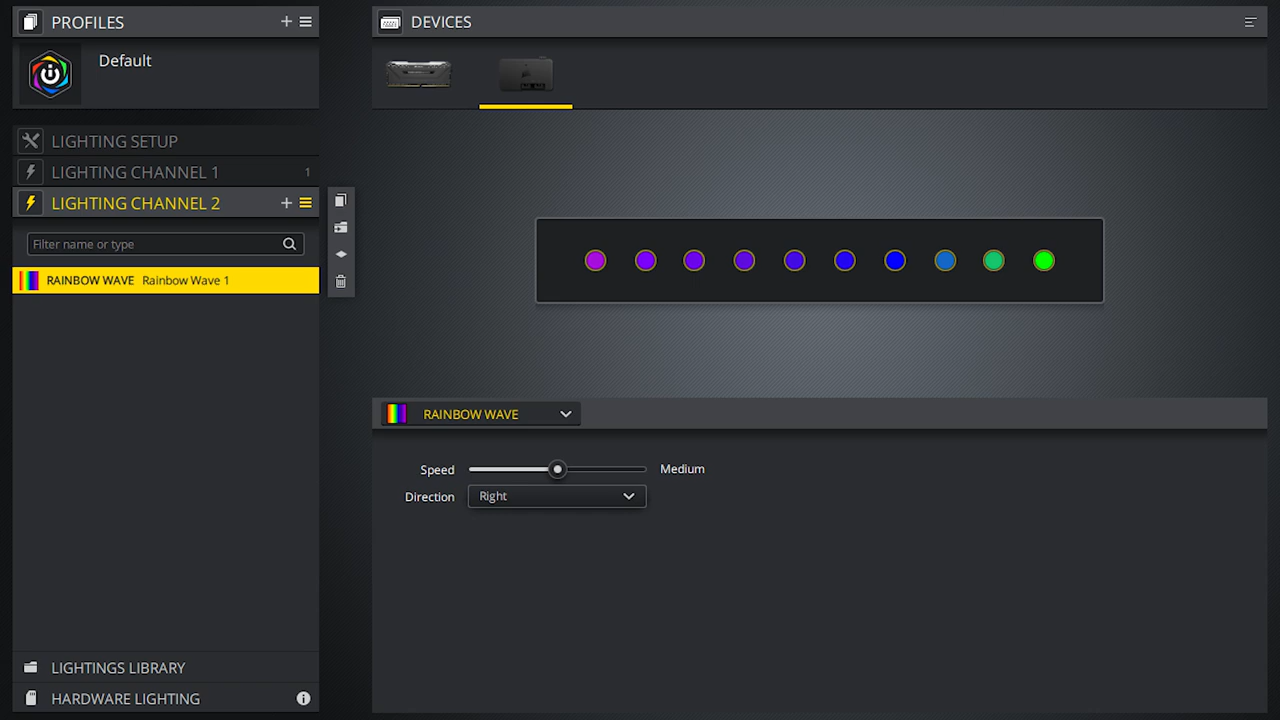 PROFILES
Default
LIGHTING SETUP
LIGHTING CHANNEL 1 1
LIGHTING CHANNEL 2
Filter name or type
RAINBOW WAVE Rainbow Wave 1
LIGHTINGS LIBRARY
HARDWARE LIGHTING
DEVICES
RAINBOW WAVE
Speed Medium
Direction Right